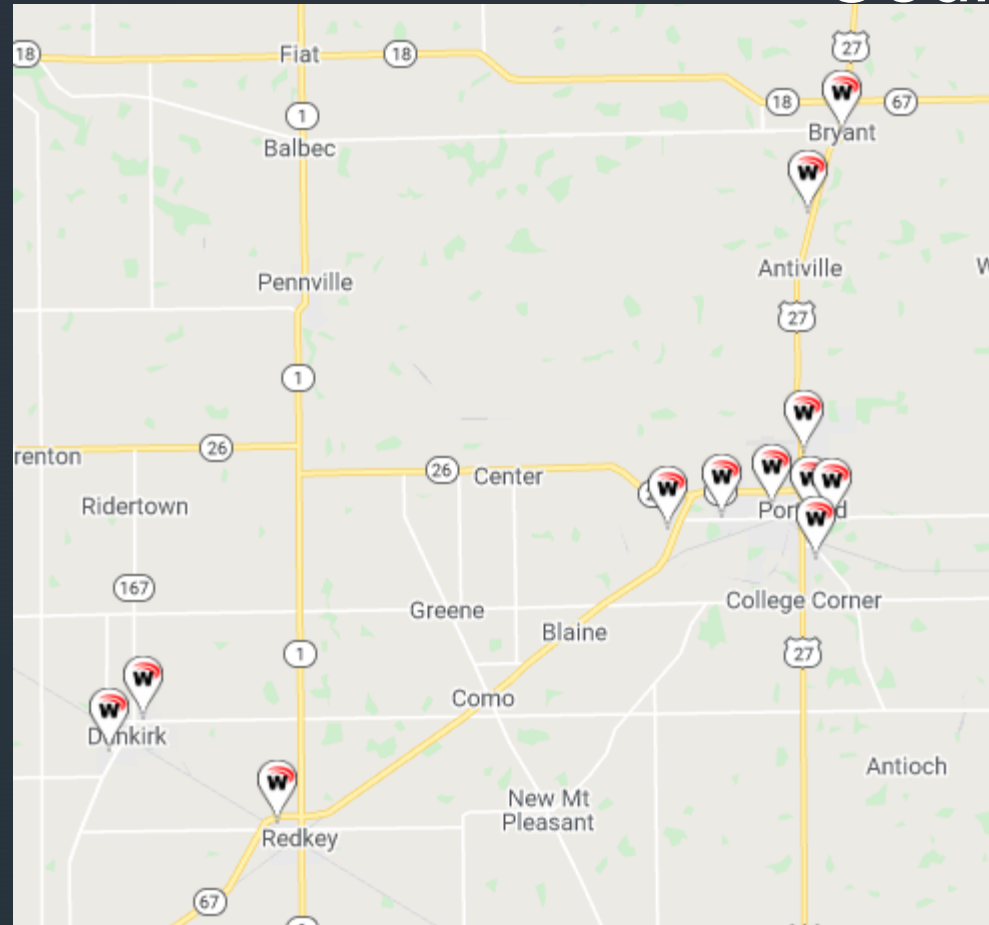 18
Fiat
18
27
1
18
67
Balbec
Bryant
Antiville
Pennville
27
1
26
renton
26
Center
Ridertown
167
Greene
College Corner
Blaine
1
27
Como
Antioch
New Mt
Pleasant
Redkey
67
W
W
W
W
W
W
W
W
W
W
W